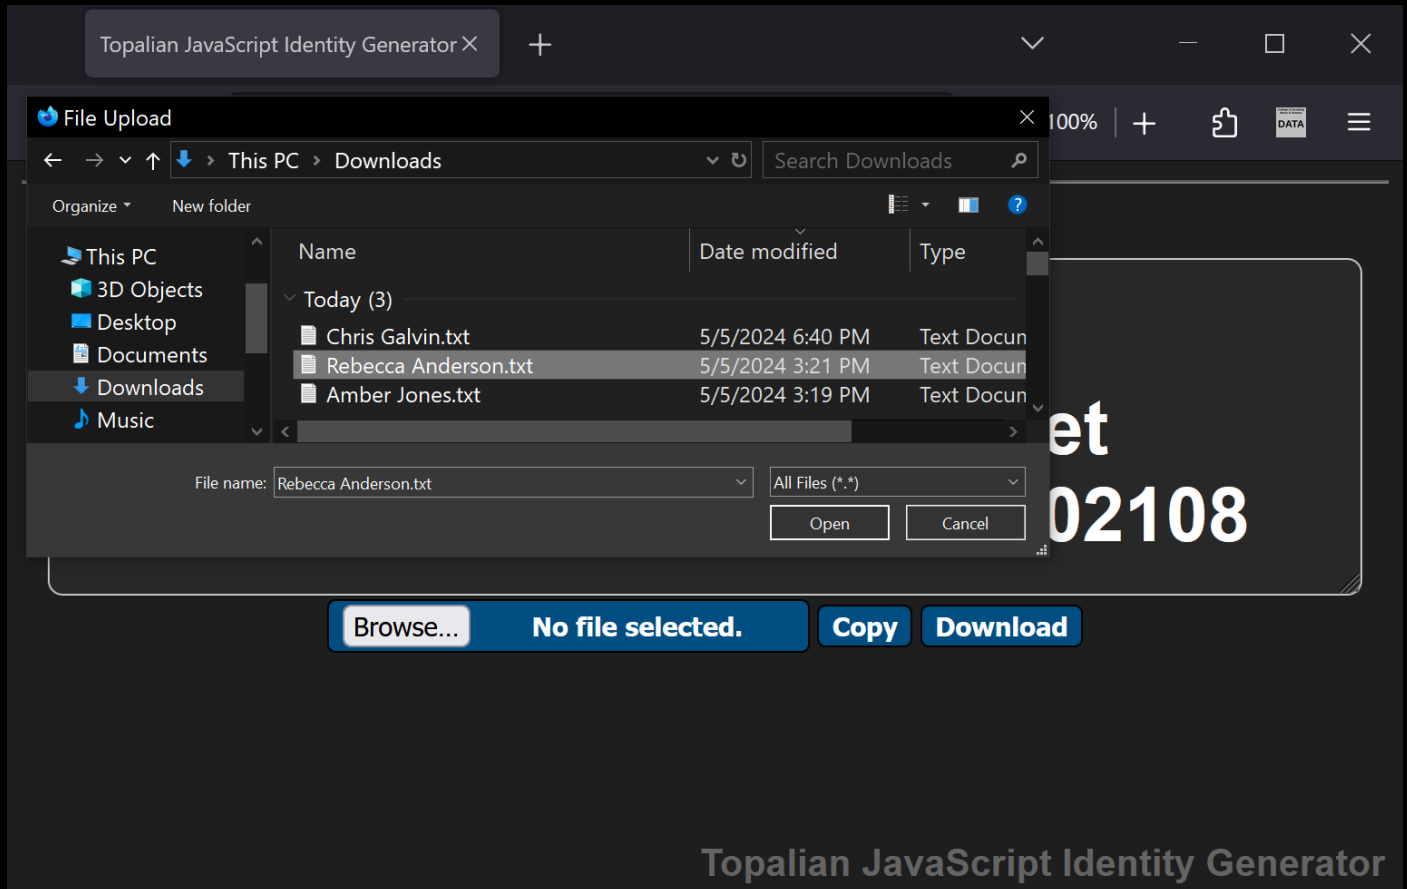 Topalian JavaScript Identity Generator
File Upload
100%
DATA
This PC > Downloads
Search Downloads
Organize
New folder
?
This PC
3D Objects
Desktop
Documents
Downloads
Music
Name Date modified Type
Today (3)
Chris Galvin.txt 5/5/2024 6:40 PM Text Docum
Rebecca Anderson.txt 5/5/2024 3:21 PM Text Docum
Amber Jones.txt 5/5/2024 3:19 PM Text Docum
et
02108
File name: Rebecca Anderson.txt All Files (*.*)
Open Cancel
Browse... No file selected. Copy Download
Topalian JavaScript Identity Generator